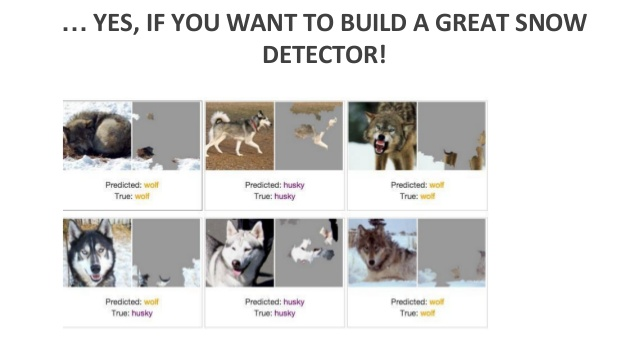 ... YES, IF YOU WANT TO BUILD A GREAT SNOW
DETECTOR!
Predicted: wolf
True: wolf
Predicted: husky
True: husky
Predicted: wolf
True: wolf
Predicted: wolf
True: husky
Predicted: husky
True: husky
Predicted: wolf
True: wolf